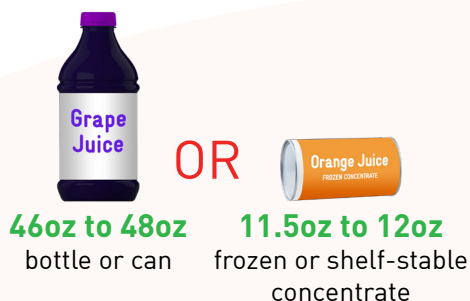 Grape
Juice
OR
Orange Juice
FROZEN CONCENTRATE
46oz to 48oz
bottle or can
11.5oz to 12oz
frozen or shelf-stable
concentrate